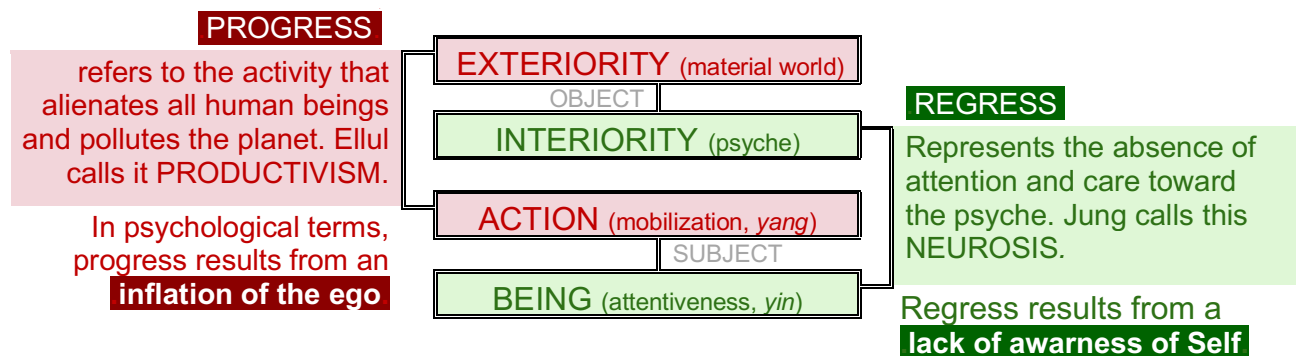 PROGRESS
refers to the activity that
alienates all human beings
and pollutes the planet. Ellul
calls it PRODUCTIVISM.
In psychological terms,
progress results from an
inflation of the ego
EXTERIORITY (material world)
OBJECT
INTERIORITY (psyche)
ACTION (mobilization, yang)
SUBJECT
BEING (attentiveness, yin)
REGRESS
Represents the absence of
attention and care toward
the psyche. Jung calls this
NEUROSIS.
Regress results from a
lack of awarness of Self